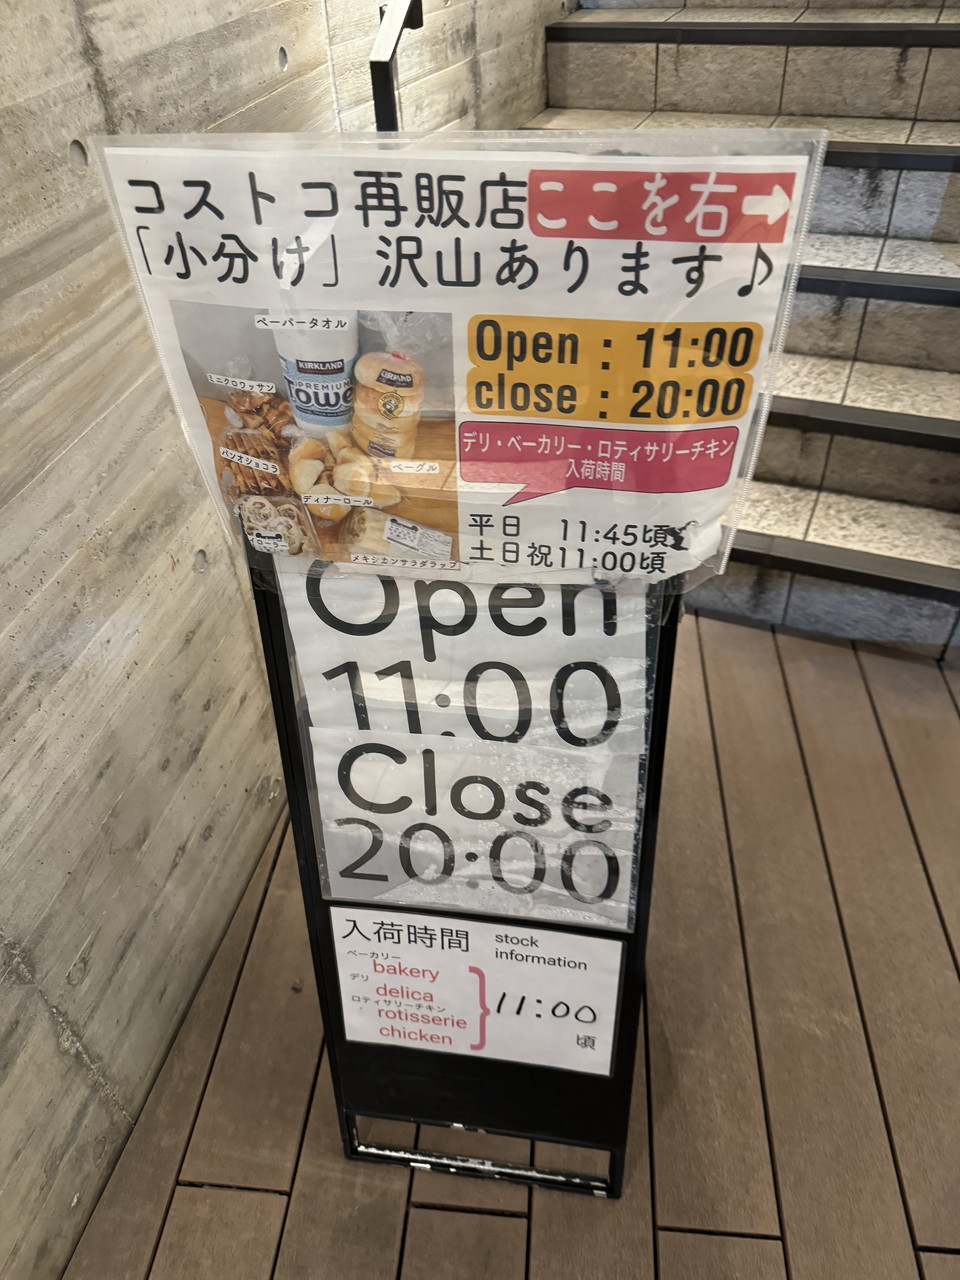 コストコ再販店ここを右➡
「小分け」沢山あります♪
ペーパータオル
KIRKLAND
PREMIUM
Towe
KIRKLAND
ミニクロワッサン
パンオショコラ
ベーグル
ディナーロール
メキシカンサラダラップ
Open : 11:00
close : 20:00
デリ・ベーカリー・ロティサリーチキン
入荷時間
平日 11:45頃
土日祝11:00頃
Open
11:00
Close
20:00
入荷時間 stock information
ベーカリー
bakery
デリ
delica
ロティサリーチキン
rotisserie
chicken
11:00
頃